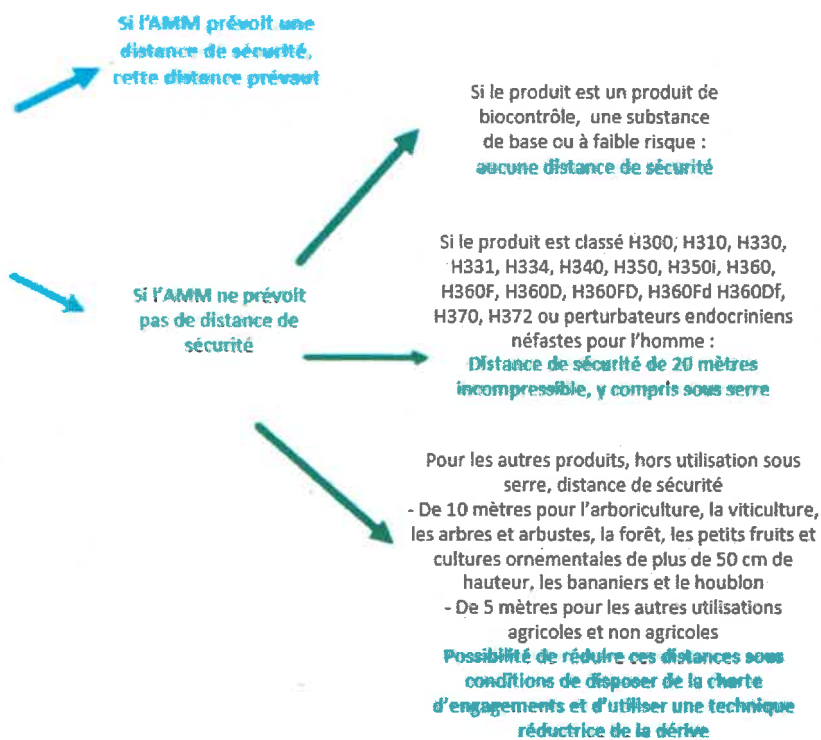 Si l'AMM prévoit une
distance de sécurité,
cette distance prévaut
Si l'AMM ne prévoit
pas de distance de
sécurité
Si le produit est un produit de
biocontrôle, une substance
de base ou à faible risque :
aucune distance de sécurité
Si le produit est classé H300, H310, H330,
H331, H334, H340, H350, H350i, H360,
H360F, H360D, H360FD, H360Fd H360Df,
H370, H372 ou perturbateurs endocriniens
néfastes pour l'homme :
Distance de sécurité de 20 mètres
incompressible, y compris sous serre
Pour les autres produits, hors utilisation sous
serre, distance de sécurité
- De 10 mètres pour l'arboriculture, la viticulture,
les arbres et arbustes, la forêt, les petits fruits et
cultures ornementales de plus de 50 cm de
hauteur, les bananiers et le houblon
- De 5 mètres pour les autres utilisations
agricoles et non agricoles
Possibilité de réduire ces distances sous
conditions de disposer de la charte
d'engagements et d'utiliser une technique
réductrice de la dérive